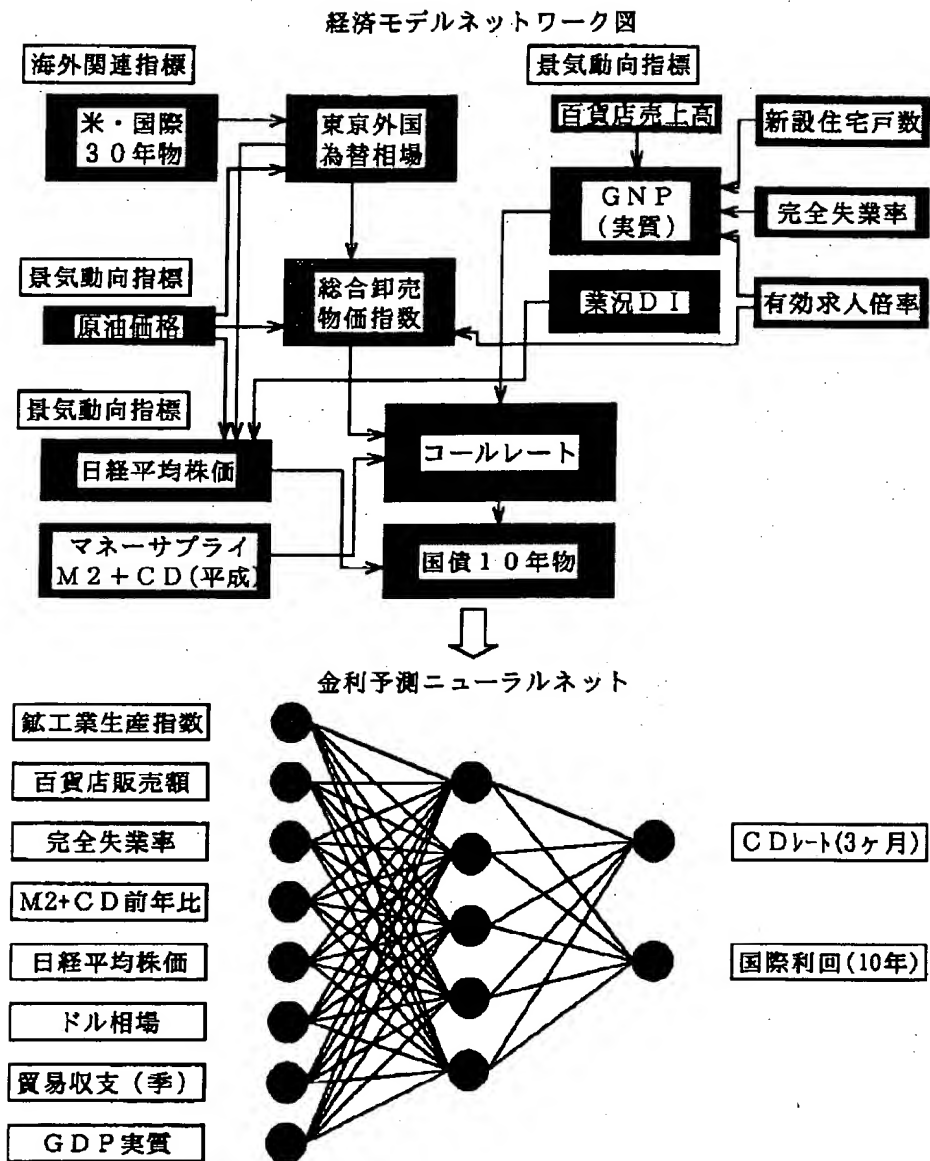 経済モデルネットワーク図
海外関連指標
景気動向指標
米・国際
30年物
東京外国
為替相場
百貨店売上高
新設住宅戸数
GNP
(実質)
完全失業率
景気動向指標
原油価格
総合卸売
物価指数
業況DI
有効求人倍率
景気動向指標
日経平均株価
コールレート
マネーサプライ
M2+CD(平成)
国債10年物
金利予測ニューラルネット
鉱工業生産指数
百貨店販売額
完全失業率
M2+CD前年比
日経平均株価
ドル相場
貿易収支(季)
GDP実質
CDレート(3ヶ月)
国際利回(10年)